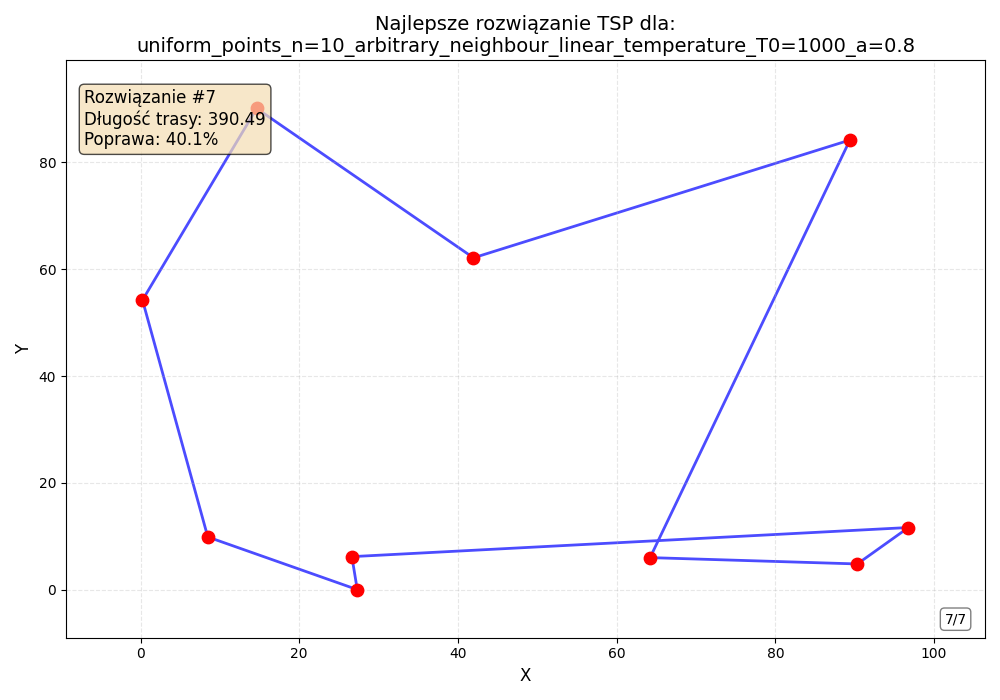 Najlepsze rozwiązanie TSP dla:
uniform_points_n=10_arbitrary_neighbour_linear_temperature_T0=1000_a=0.8
Rozwiązanie #7
Długość trasy: 390.49
Poprawa: 40.1%
80
60
40
20
0
Y
7/7
0 20 40 60 80 100
X